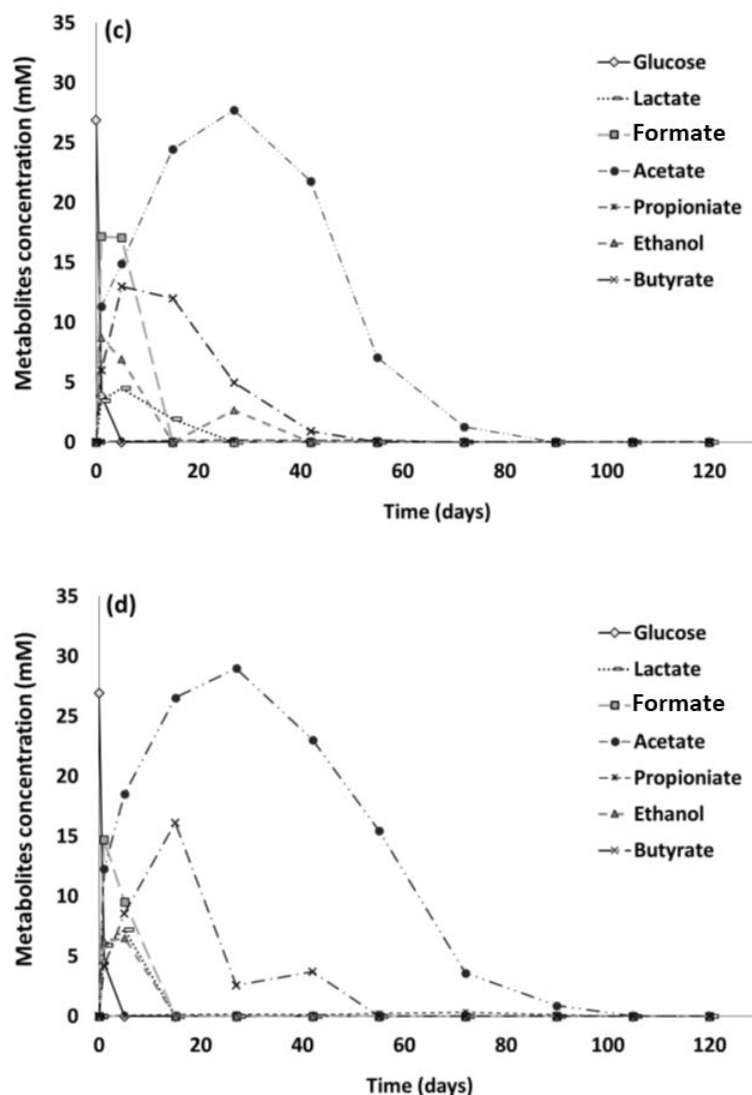 (c)
Metabolites concentration (mM)
35
30
25
20
15
10
5
0
0 20 40 60 80 100 120
Time (days)
Glucose
Lactate
Formate
Acetate
Propioniate
Ethanol
Butyrate
(d)
Metabolites concentration (mM)
35
30
25
20
15
10
5
0
0 20 40 60 80 100 120
Time (days)
Glucose
Lactate
Formate
Acetate
Propioniate
Ethanol
Butyrate